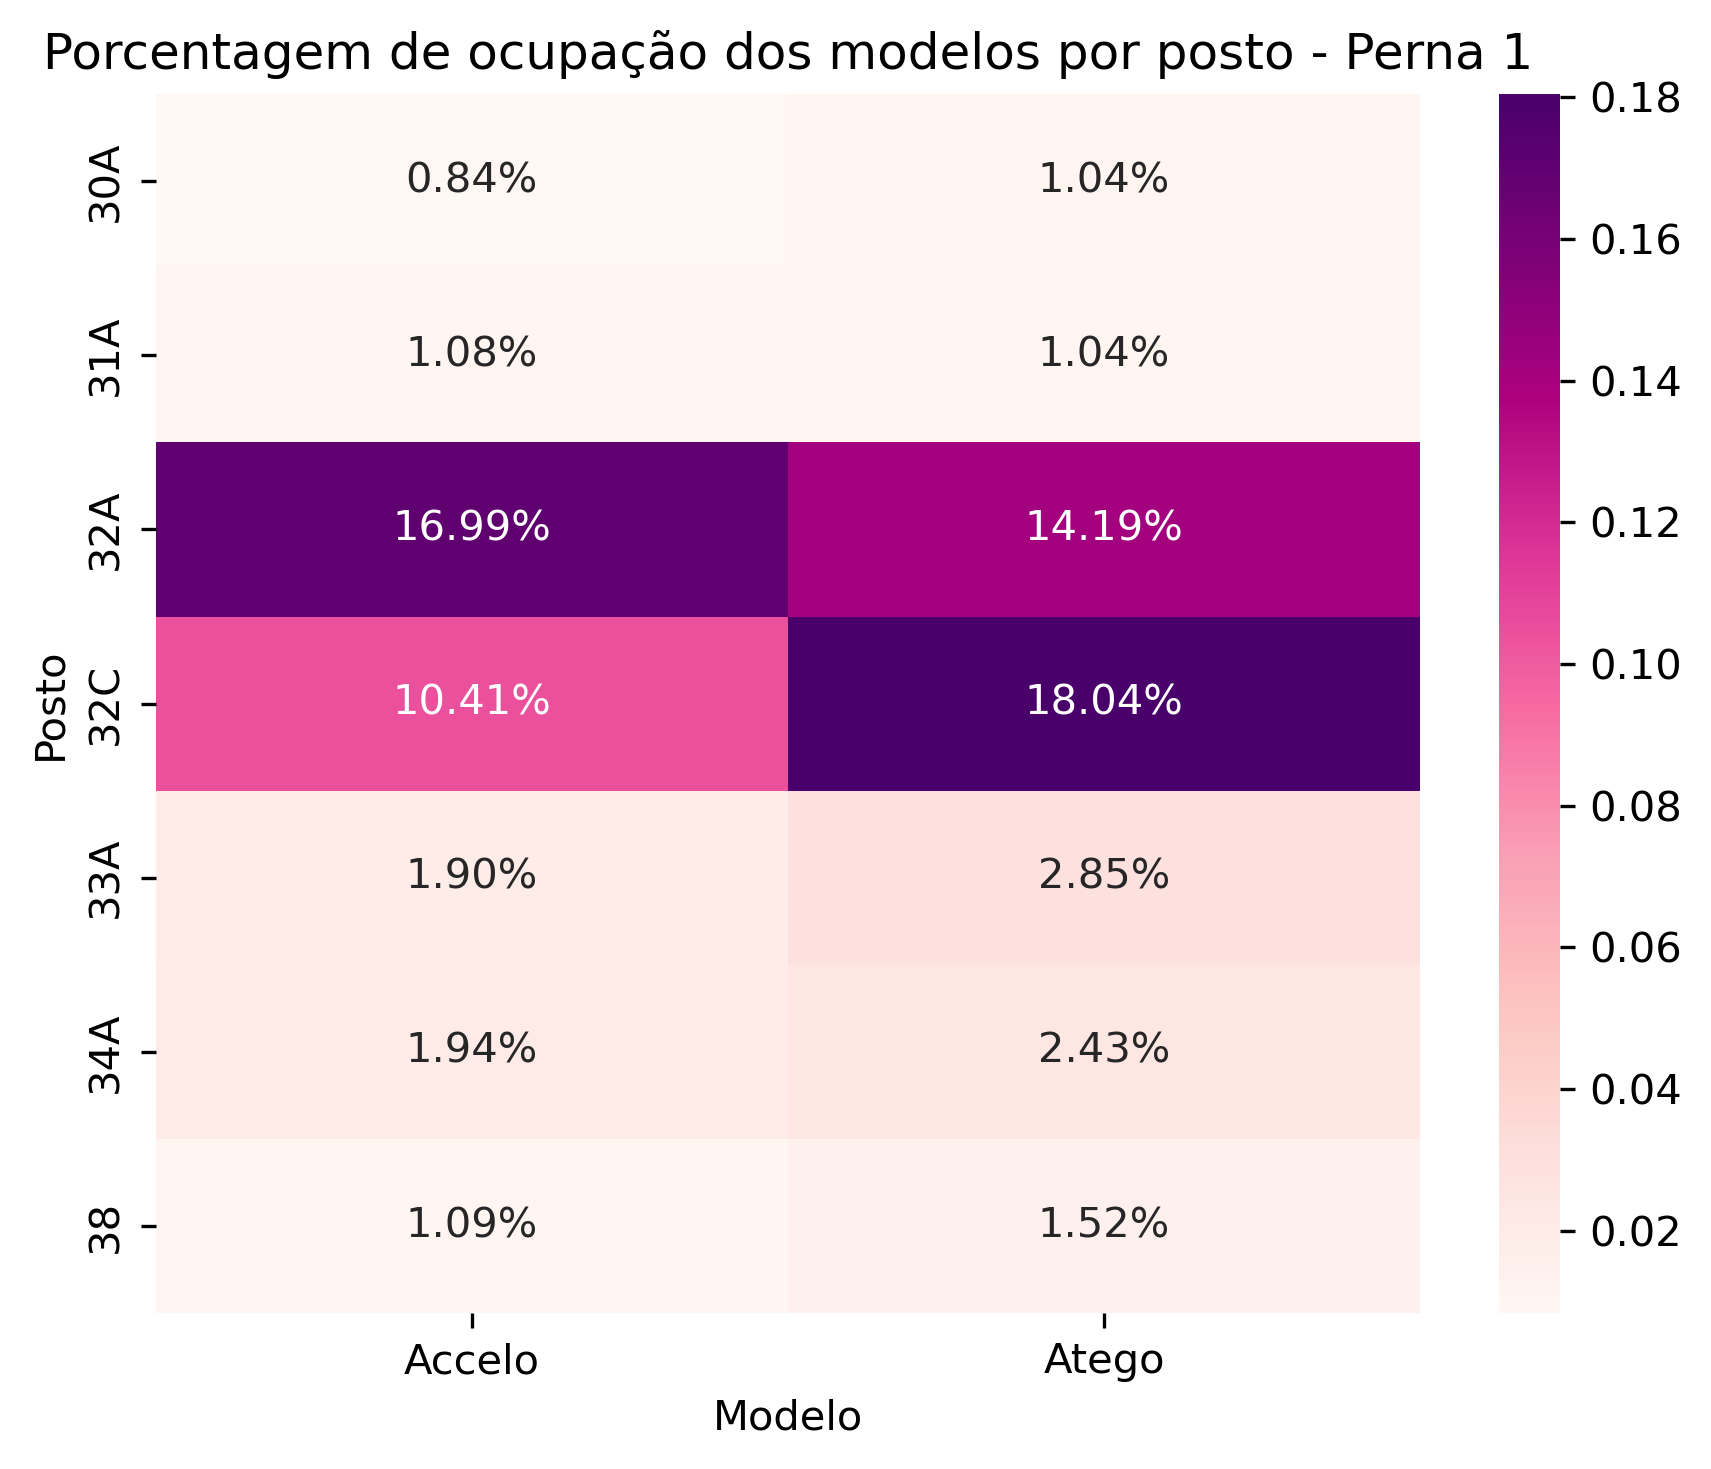 Porcentagem de ocupação dos modelos por posto - Perna 1
30A 0.84% 1.04%
31A 1.08% 1.04%
32A 16.99% 14.19%
32C 10.41% 18.04%
33A 1.90% 2.85%
34A 1.94% 2.43%
38 1.09% 1.52%
Posto
Accelo Atego
Modelo
0.18
0.16
0.14
0.12
0.10
0.08
0.06
0.04
0.02